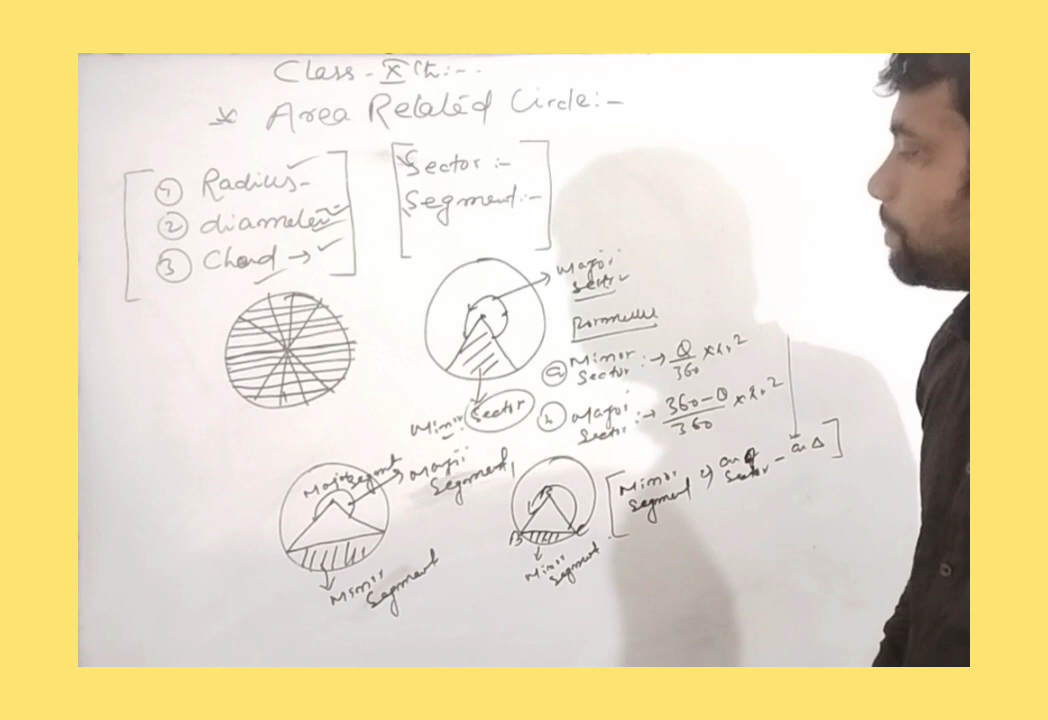 Class - X th :-
* Area Related Circle :-
① Radius -
② diameter
③ Chord →
Sector :-
Segment :-
Major
Sector
Formulae
Minor Sector
a Minor Sector :→ θ/360 × πr²
b Major Sector :→ 360-θ/360 × πr²
Major Segment
Major Segment
Minor Segment
B C
Minor Segment
Minor Segment => ar of Sector - ar Δ